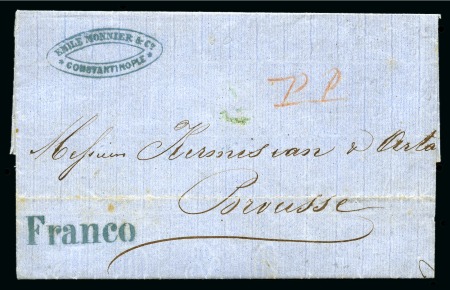 EMILE MONNIER & Cie
* CONSTANTINOPLE *
P P
Messieurs Kermisian & Arta
Brousse
Franco